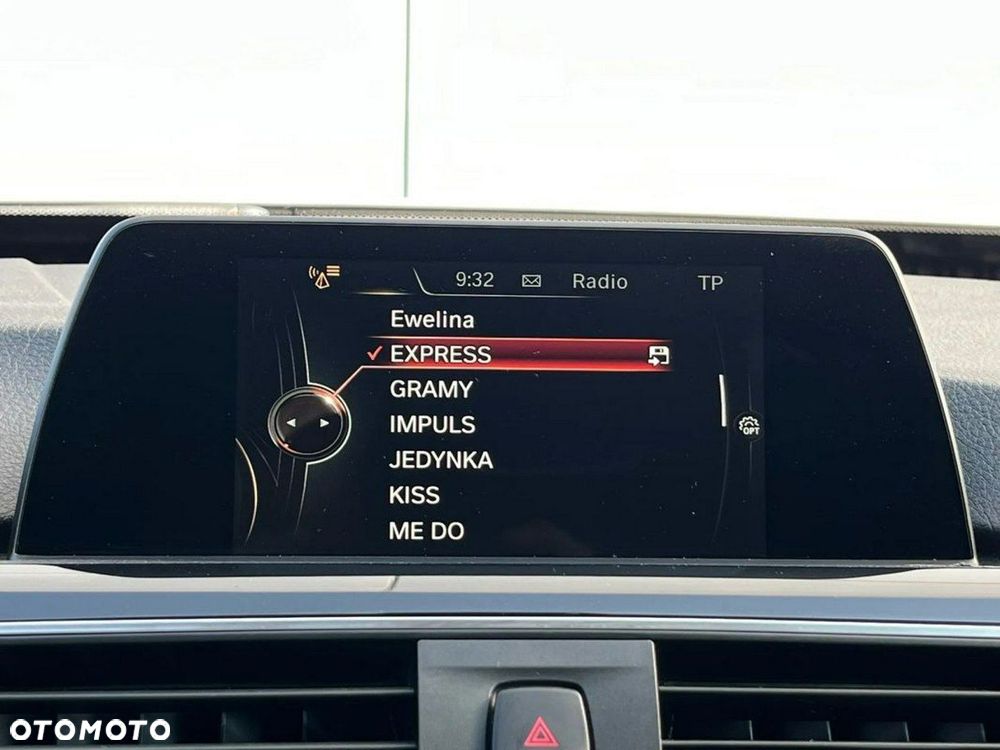 9:32 Radio TP
Ewelina
EXPRESS
GRAMY
IMPULS
JEDYNKA
KISS
ME DO
OPT
OTOMOTO